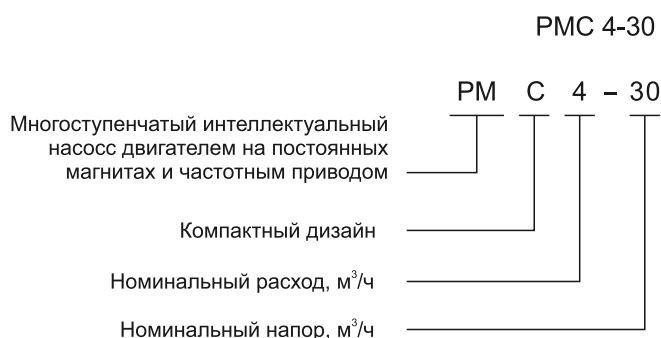 PMC 4-30
PM C 4 – 30
Многоступенчатый интеллектуальный
насосс двигателем на постоянных
магнитах и частотным приводом
Компактный дизайн
Номинальный расход, м³/ч
Номинальный напор, м³/ч